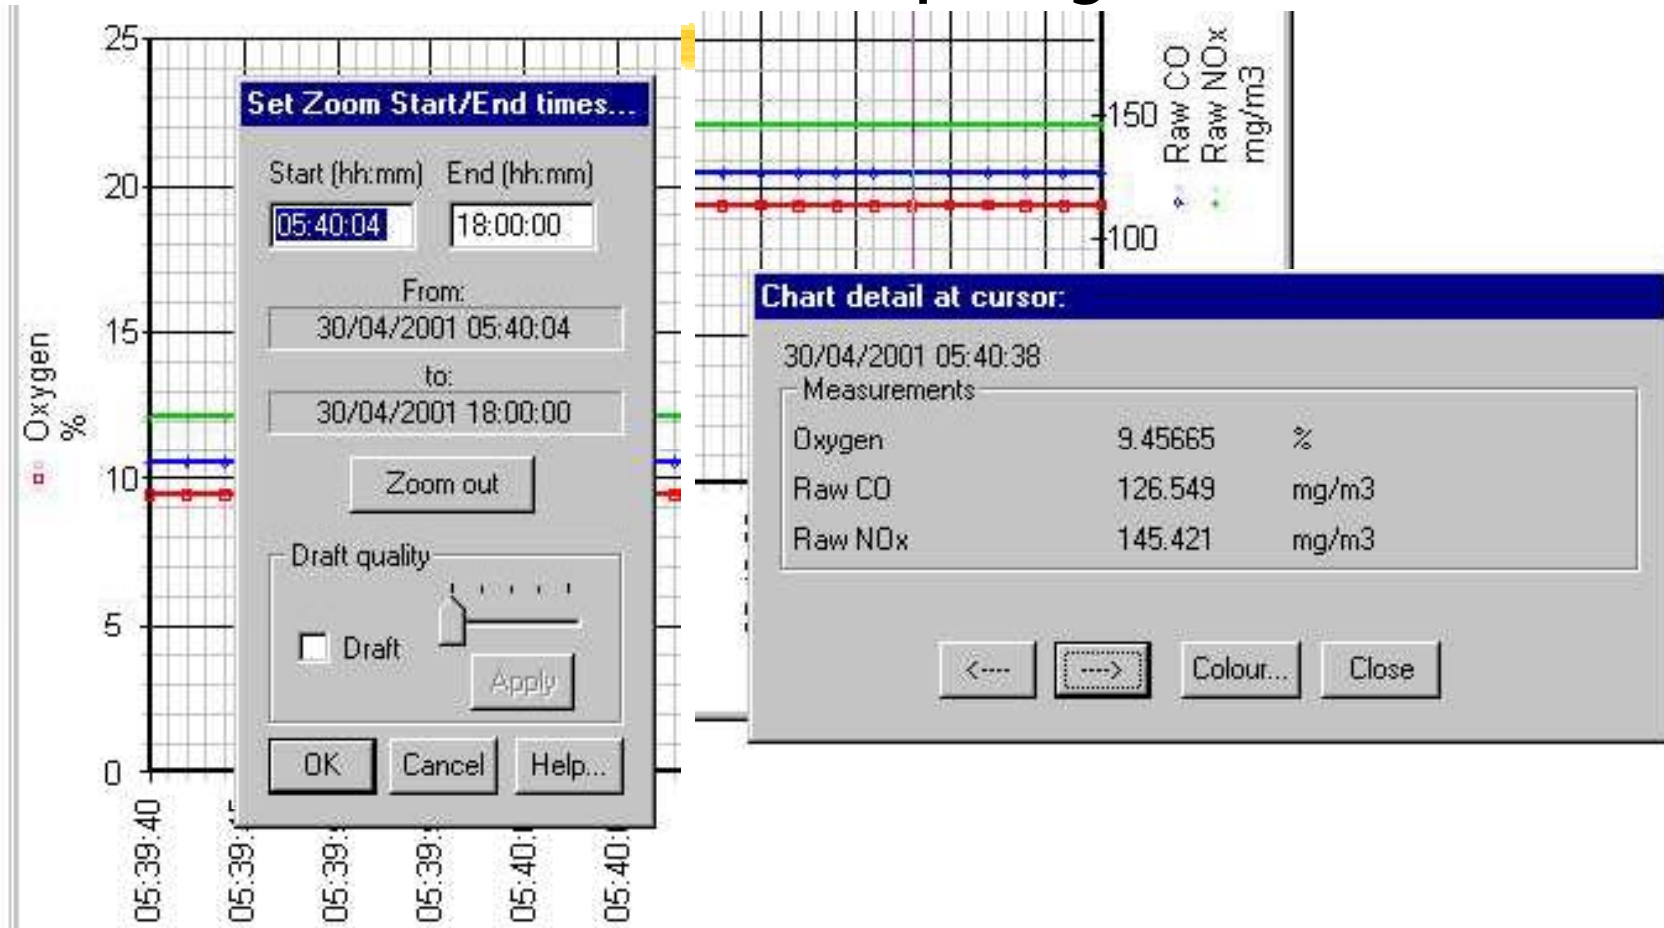 25
20
15
10
5
0
Oxygen
%
05:39:40
05:39:
05:39:
05:39:
05:40:
05:40:
Set Zoom Start/End times...
Start (hh:mm) End (hh:mm)
05:40:04 18:00:00
From:
30/04/2001 05:40:04
to:
30/04/2001 18:00:00
Zoom out
Draft quality
Draft
Apply
OK Cancel Help...
150
100
Raw CO
Raw NOx
mg/m3
Chart detail at cursor:
30/04/2001 05:40:38
Measurements
Oxygen 9.45665 %
Raw CO 126.549 mg/m3
Raw NOx 145.421 mg/m3
<---- ----> Colour... Close